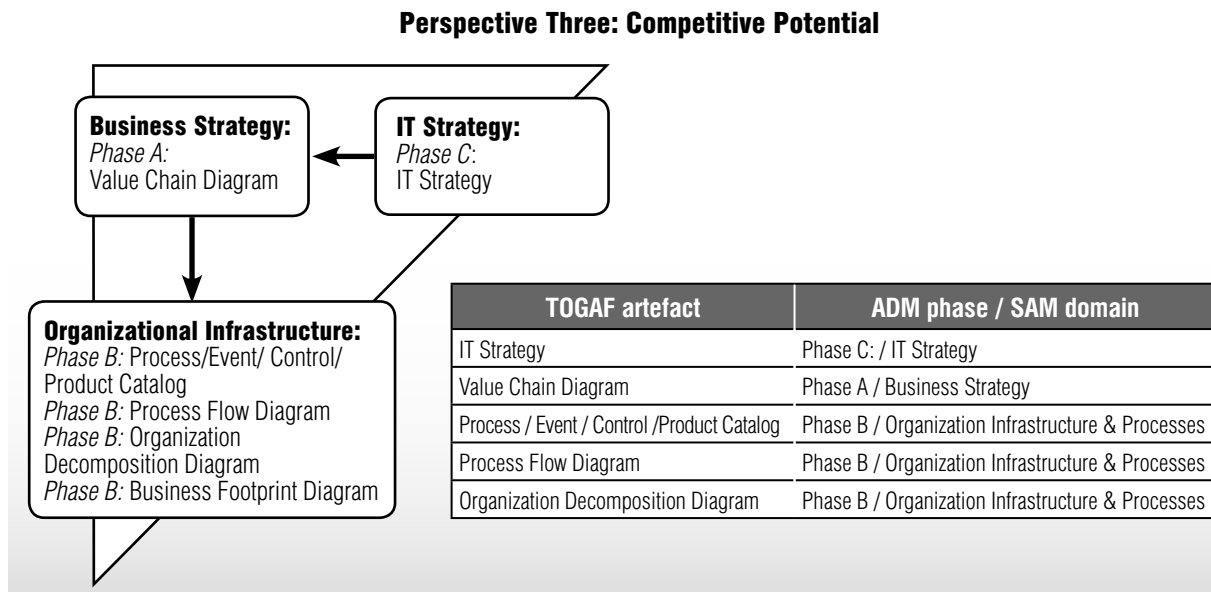 Perspective Three: Competitive Potential
Business Strategy:
Phase A:
Value Chain Diagram
IT Strategy:
Phase C:
IT Strategy
Organizational Infrastructure:
Phase B: Process/Event/ Control/
Product Catalog
Phase B: Process Flow Diagram
Phase B: Organization
Decomposition Diagram
Phase B: Business Footprint Diagram
TOGAF artefact ADM phase / SAM domain
IT Strategy Phase C: / IT Strategy
Value Chain Diagram Phase A / Business Strategy
Process / Event / Control /Product Catalog Phase B / Organization Infrastructure & Processes
Process Flow Diagram Phase B / Organization Infrastructure & Processes
Organization Decomposition Diagram Phase B / Organization Infrastructure & Processes